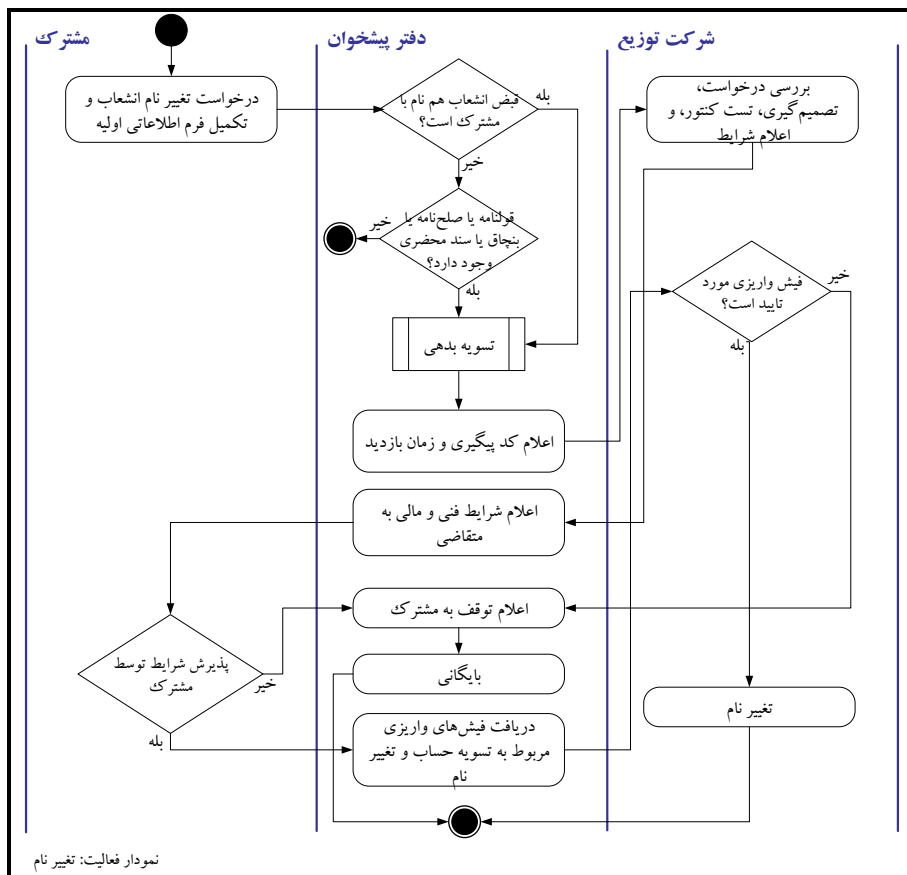 مشترك
دفتر پیشخوان
شرکت توزیع
درخواست تغییر نام انشعاب و
تکمیل فرم اطلاعاتی اولیه
قبض انشعاب هم نام با
مشترك است؟
بله
خیر
بررسی درخواست،
تصمیم‌گیری، تست کنتور، و
اعلام شرایط
قولنامه یا صلح‌نامه یا
بنچاق یا سند محضری
وجود دارد؟
خیر
بله
فیش واریزی مورد
تایید است؟
خیر
بله
تسویه بدهی
اعلام کد پیگیری و زمان بازدید
اعلام شرایط فنی و مالی به
متقاضی
اعلام توقف به مشترك
پذیرش شرایط توسط
مشترك
خیر
بله
بایگانی
تغییر نام
دریافت فیش‌های واریزی
مربوط به تسویه حساب و تغییر
نام
نمودار فعالیت: تغییر نام